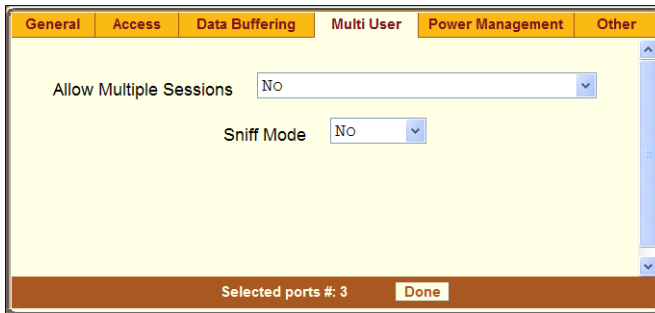 General Access Data Buffering Multi User Power Management Other
Allow Multiple Sessions No
Sniff Mode No
Selected ports #: 3 Done